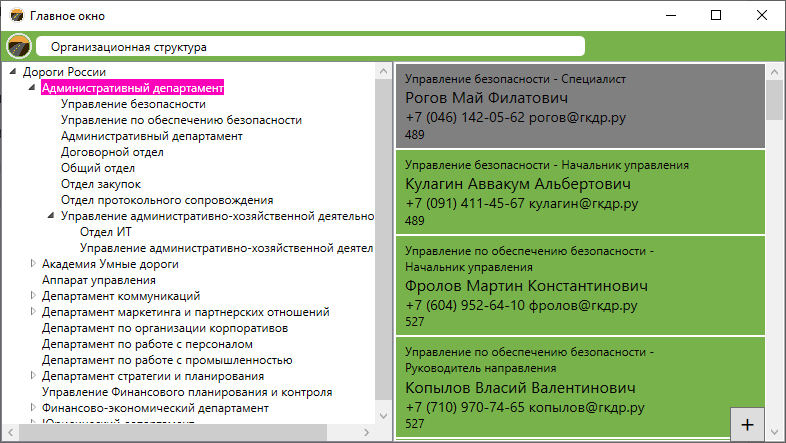 Главное окно
Организационная структура
Дороги России
Административный департамент
Управление безопасности
Управление по обеспечению безопасности
Административный департамент
Договорной отдел
Общий отдел
Отдел закупок
Отдел протокольного сопровождения
Управление административно-хозяйственной деятельно
Отдел ИТ
Управление административно-хозяйственной деятел
Академия Умные дороги
Аппарат управления
Департамент коммуникаций
Департамент маркетинга и партнерских отношений
Департамент по организации корпоративов
Департамент по работе с персоналом
Департамент по работе с промышленностью
Департамент стратегии и планирования
Управление Финансового планирования и контроля
Финансово-экономический департамент
Юридический департамент
Управление безопасности - Специалист
Рогов Май Филатович
+7 (046) 142-05-62 рогов@гкдр.ру
489
Управление безопасности - Начальник управления
Кулагин Аввакум Альбертович
+7 (091) 411-45-67 кулагин@гкдр.ру
489
Управление по обеспечению безопасности -
Начальник управления
Фролов Мартин Константинович
+7 (604) 952-64-10 фролов@гкдр.ру
527
Управление по обеспечению безопасности -
Руководитель направления
Копылов Власий Валентинович
+7 (710) 970-74-65 копылов@гкдр.ру
527
+